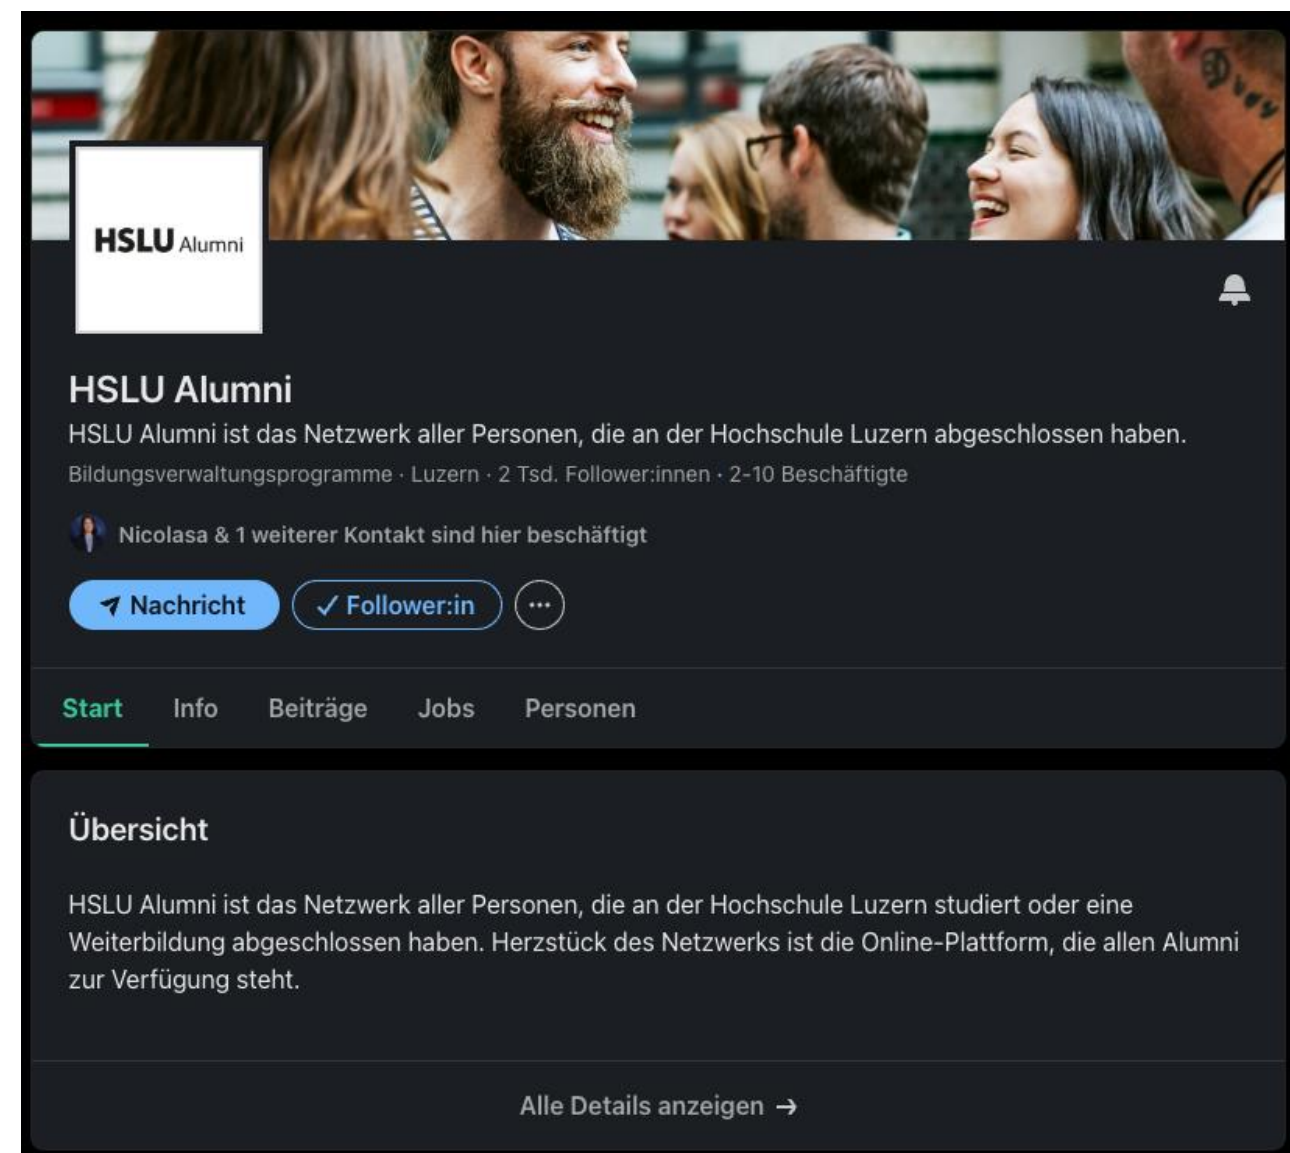 HSLU Alumni
HSLU Alumni
HSLU Alumni ist das Netzwerk aller Personen, die an der Hochschule Luzern abgeschlossen haben.
Bildungsverwaltungsprogramme · Luzern · 2 Tsd. Follower:innen · 2-10 Beschäftigte
Nicolasa & 1 weiterer Kontakt sind hier beschäftigt
Nachricht
Follower:in
Start
Info
Beiträge
Jobs
Personen
Übersicht
HSLU Alumni ist das Netzwerk aller Personen, die an der Hochschule Luzern studiert oder eine
Weiterbildung abgeschlossen haben. Herzstück des Netzwerks ist die Online-Plattform, die allen Alumni
zur Verfügung steht.
Alle Details anzeigen →